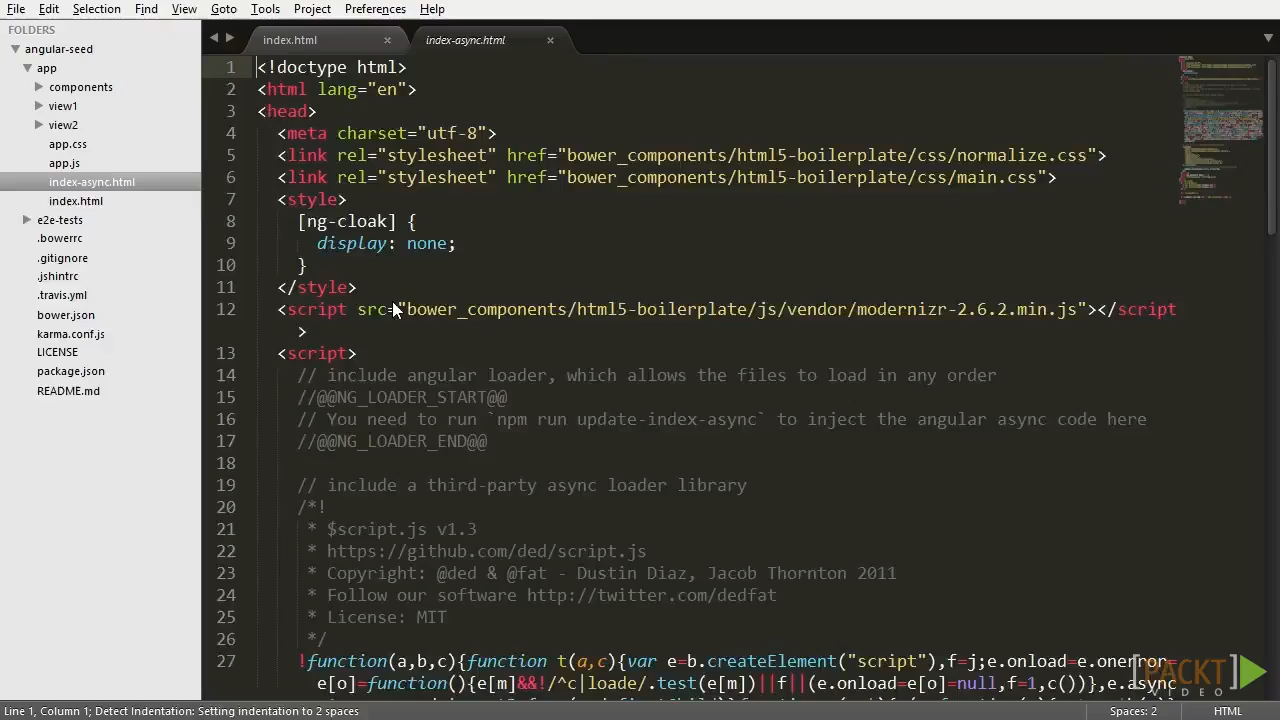 File Edit Selection Find View Goto Tools Project Preferences Help
FOLDERS
angular-seed
app
components
view1
view2
app.css
app.js
index-async.html
index.html
e2e-tests
.bowerrc
.gitignore
.jshintrc
.travis.yml
bower.json
karma.conf.js
LICENSE
package.json
README.md
index.html × index-async.html ×
1 <!doctype html>
2 <html lang="en">
3 <head>
4 <meta charset="utf-8">
5 <link rel="stylesheet" href="bower_components/html5-boilerplate/css/normalize.css">
6 <link rel="stylesheet" href="bower_components/html5-boilerplate/css/main.css">
7 <style>
8 [ng-cloak] {
9 display: none;
10 }
11 </style>
12 <script src="bower_components/html5-boilerplate/js/vendor/modernizr-2.6.2.min.js"></script
>
13 <script>
14 // include angular loader, which allows the files to load in any order
15 //@@NG_LOADER_START@@
16 // You need to run `npm run update-index-async` to inject the angular async code here
17 //@@NG_LOADER_END@@
18
19 // include a third-party async loader library
20 /*!
21 * $script.js v1.3
22 * https://github.com/ded/script.js
23 * Copyright: @ded & @fat - Dustin Diaz, Jacob Thornton 2011
24 * Follow our software http://twitter.com/dedfat
25 * License: MIT
26 */
27 !function(a,b,c){function t(a,c){var e=b.createElement("script"),f=j;e.onload=e.onerror=
e[o]=function(){e[m]&&!/^c|loade/.test(e[m])||f||(e.onload=e[o]=null,f=1,c())},e.async
[PACKT]
VIDEO
Line 1, Column 1; Detect Indentation: Setting indentation to 2 spaces
Spaces: 2 HTML